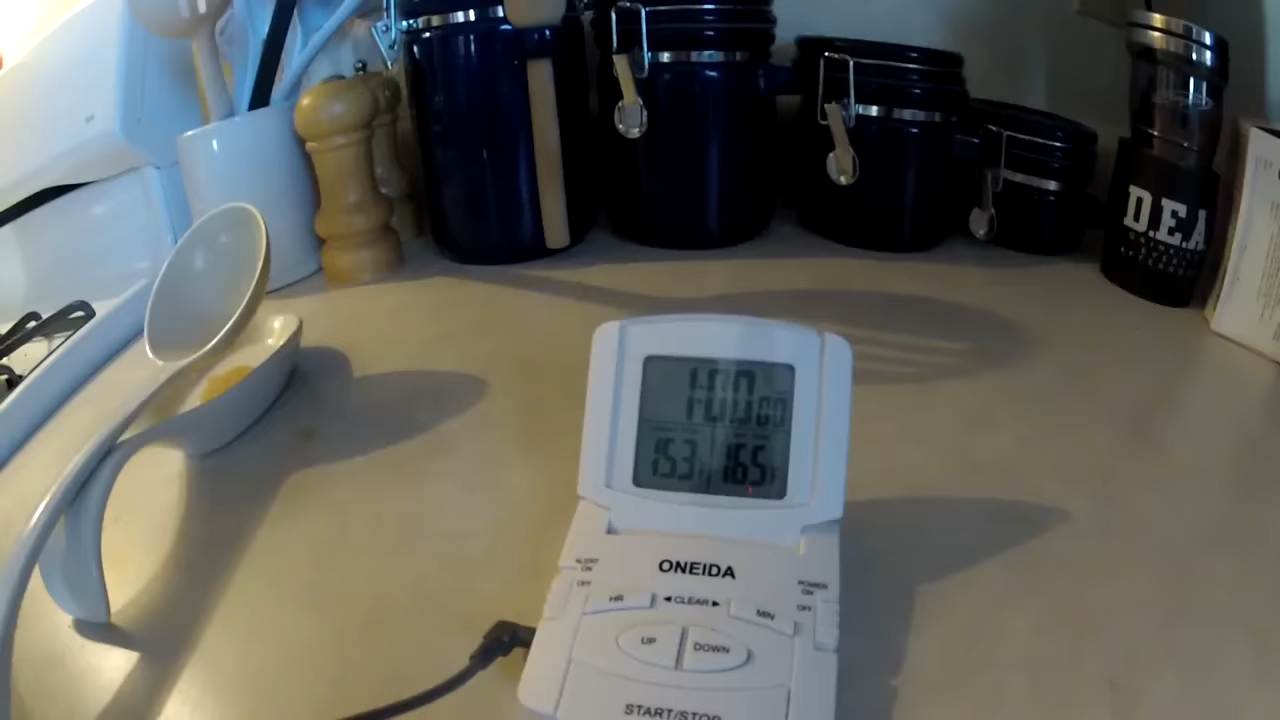 D.E.A
1:00 00
153 165
ONEIDA
ALERT
ON
OFF
POWER
ON
OFF
HR ◄CLEAR► MIN
UP DOWN
START/STOP